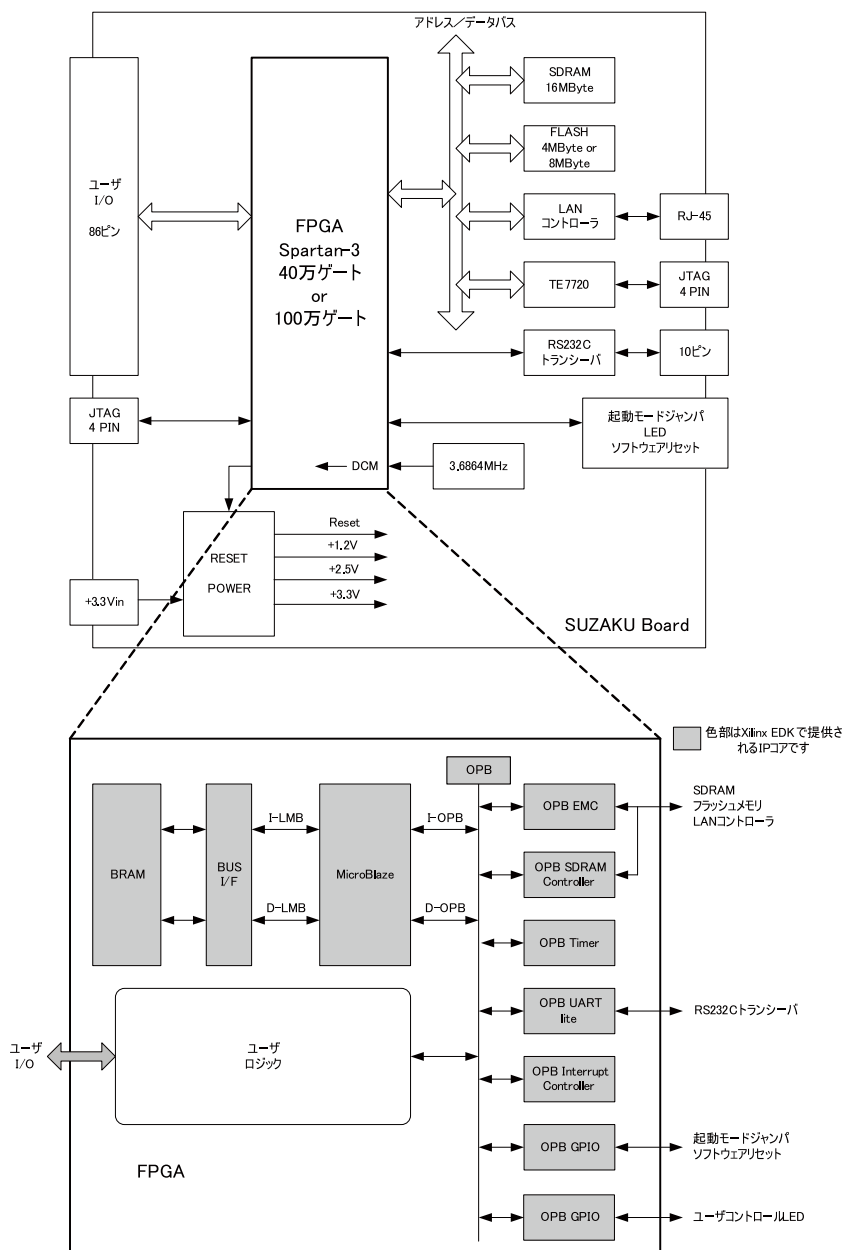 アドレス／データバス
SDRAM
16MByte
FLASH
4MByte or
8MByte
ユーザ
I/O
86ピン
LAN
コントローラ
RJ-45
FPGA
Spartan-3
40万ゲート
or
100万ゲート
TE7720
JTAG
4 PIN
RS232C
トランシーバ
10ピン
JTAG
4 PIN
起動モードジャンパ
LED
ソフトウェアリセット
DCM
3.6864MHz
RESET
POWER
Reset
+1.2V
+2.5V
+3.3V
+3.3Vin
SUZAKU Board
色部はXilinx EDKで提供さ
れるIPコアです
OPB
BRAM
BUS
I/F
I-LMB
D-LMB
MicroBlaze
I-OPB
D-OPB
OPB EMC
SDRAM
フラッシュメモリ
LANコントローラ
OPB SDRAM
Controller
OPB Timer
OPB UART
lite
RS232Cトランシーバ
ユーザ
I/O
ユーザ
ロジック
OPB Interrupt
Controller
OPB GPIO
起動モードジャンパ
ソフトウェアリセット
FPGA
OPB GPIO
ユーザコントロールLED